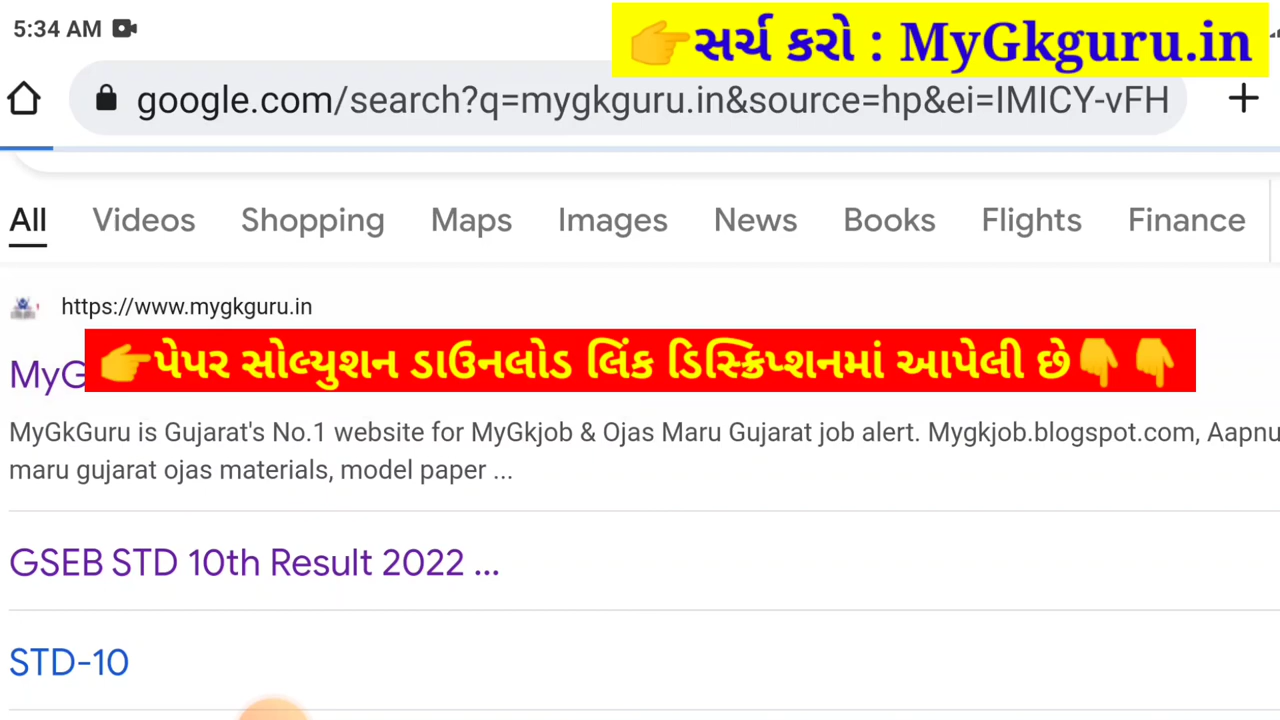 5:34 AM
👉સર્ચ કરો : MyGkguru.in
google.com/search?q=mygkguru.in&source=hp&ei=IMICY-vFH
All Videos Shopping Maps Images News Books Flights Finance
https://www.mygkguru.in
MyG
👉પેપર સોલ્યુશન ડાઉનલોડ લિંક ડિસ્ક્રિપ્શનમાં આપેલી છે👇👇
MyGkGuru is Gujarat's No.1 website for MyGkjob & Ojas Maru Gujarat job alert. Mygkjob.blogspot.com, Aapnu
maru gujarat ojas materials, model paper ...
GSEB STD 10th Result 2022 ...
STD-10